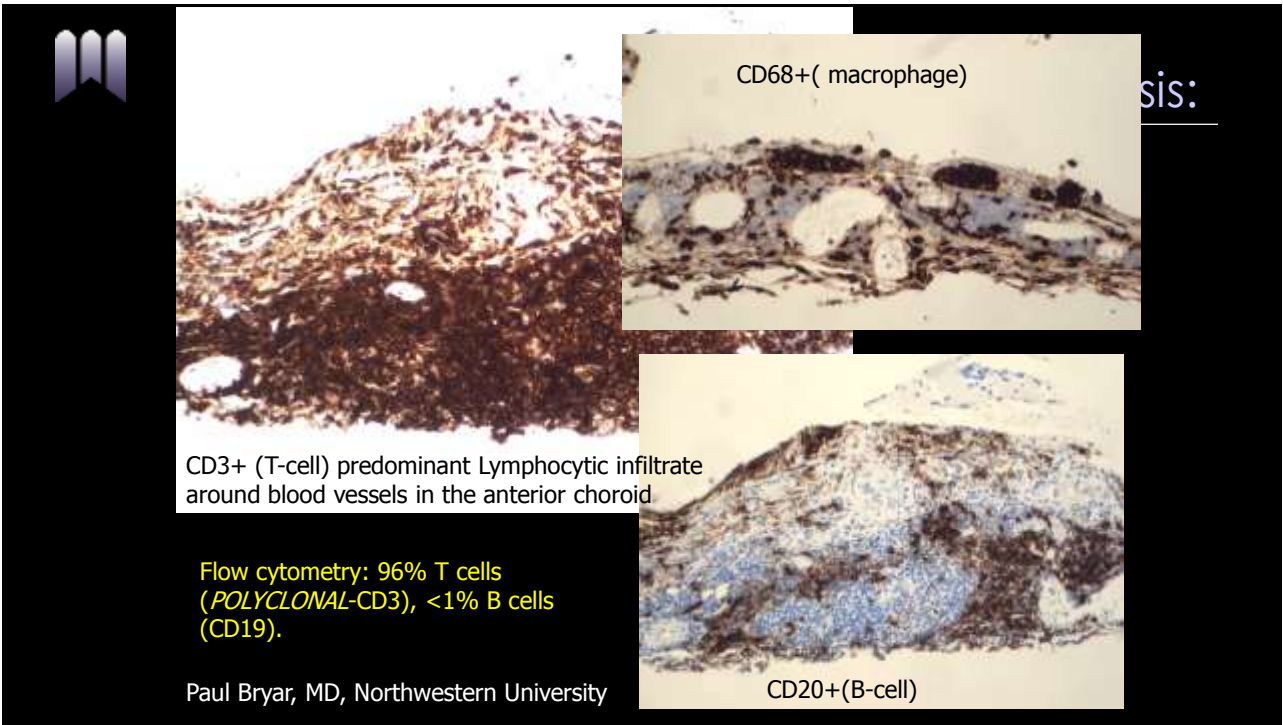 sis:
CD68+( macrophage)
CD3+ (T-cell) predominant Lymphocytic infiltrate
around blood vessels in the anterior choroid
Flow cytometry: 96% T cells
(POLYCLONAL-CD3), <1% B cells
(CD19).
Paul Bryar, MD, Northwestern University
CD20+(B-cell)